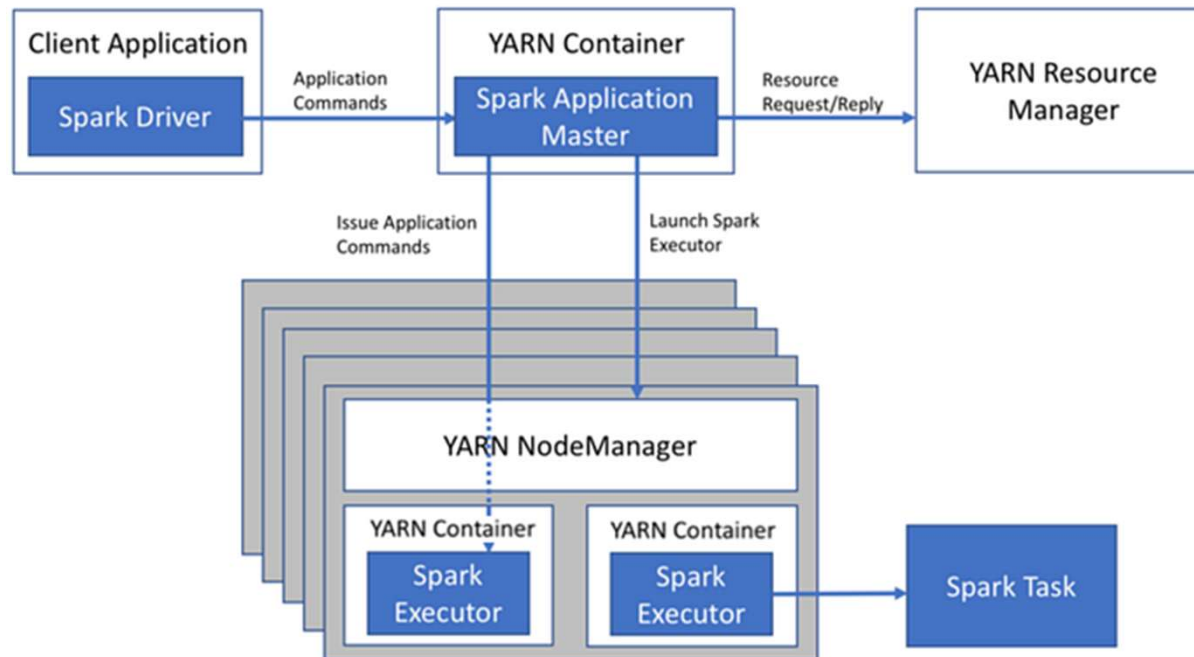 Client Application
Spark Driver
Application
Commands
YARN Container
Spark Application
Master
Resource
Request/Reply
YARN Resource
Manager
Issue Application
Commands
Launch Spark
Executor
YARN NodeManager
YARN Container
Spark
Executor
YARN Container
Spark
Executor
Spark Task